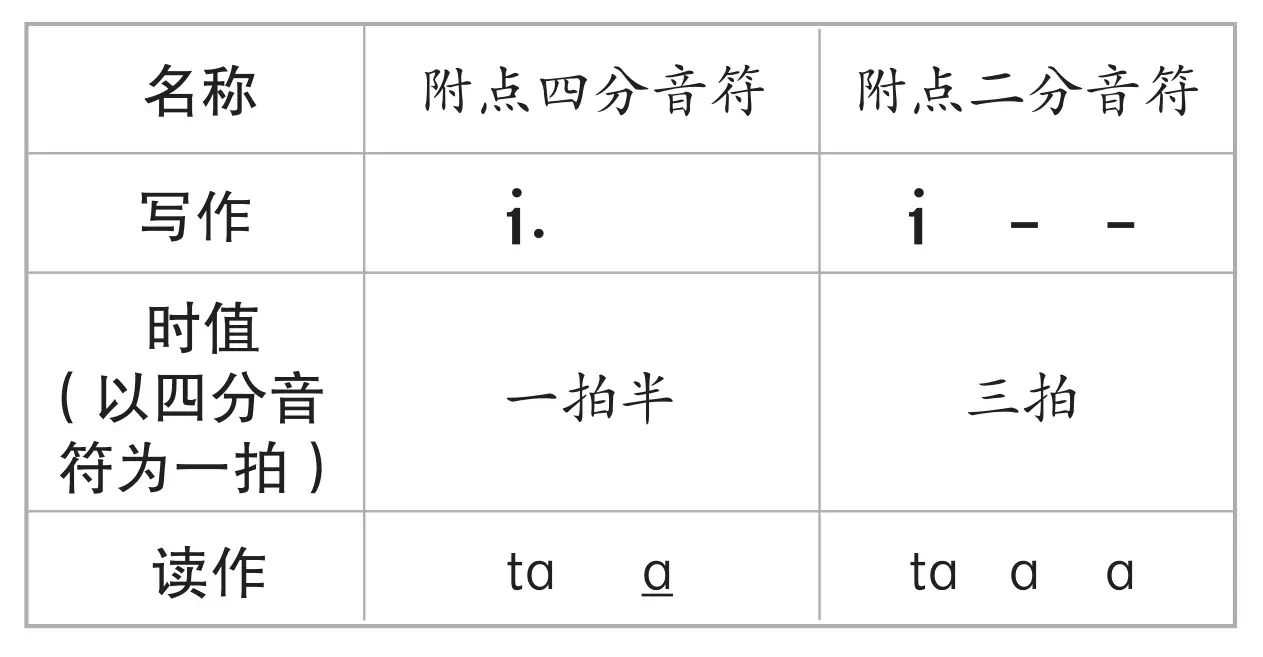 名称 附点四分音符 附点二分音符
写作 i̇. i̇ – –
时值
(以四分音
符为一拍) 一拍半 三拍
读作 ta a ta a a